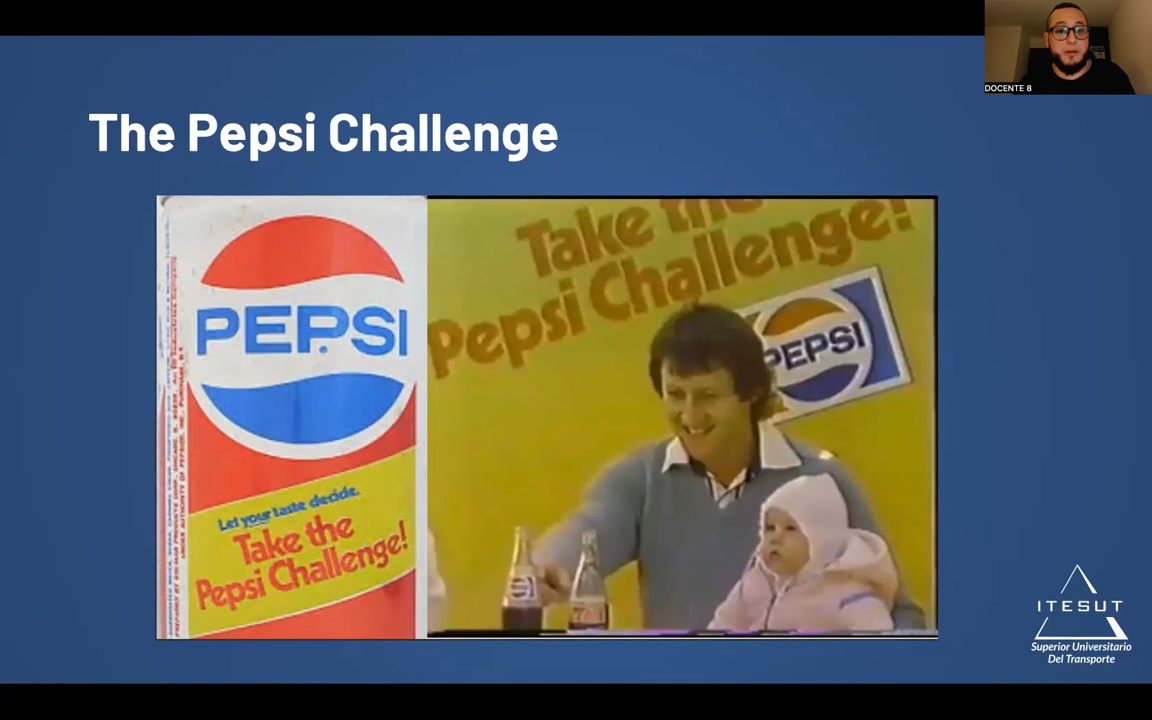 DOCENTE 8
The Pepsi Challenge
PEPSI
Let your taste decide.
Take the
Pepsi Challenge!
Take the
Pepsi Challenge!
PEPSI
ITESUT
Superior Universitario
Del Transporte